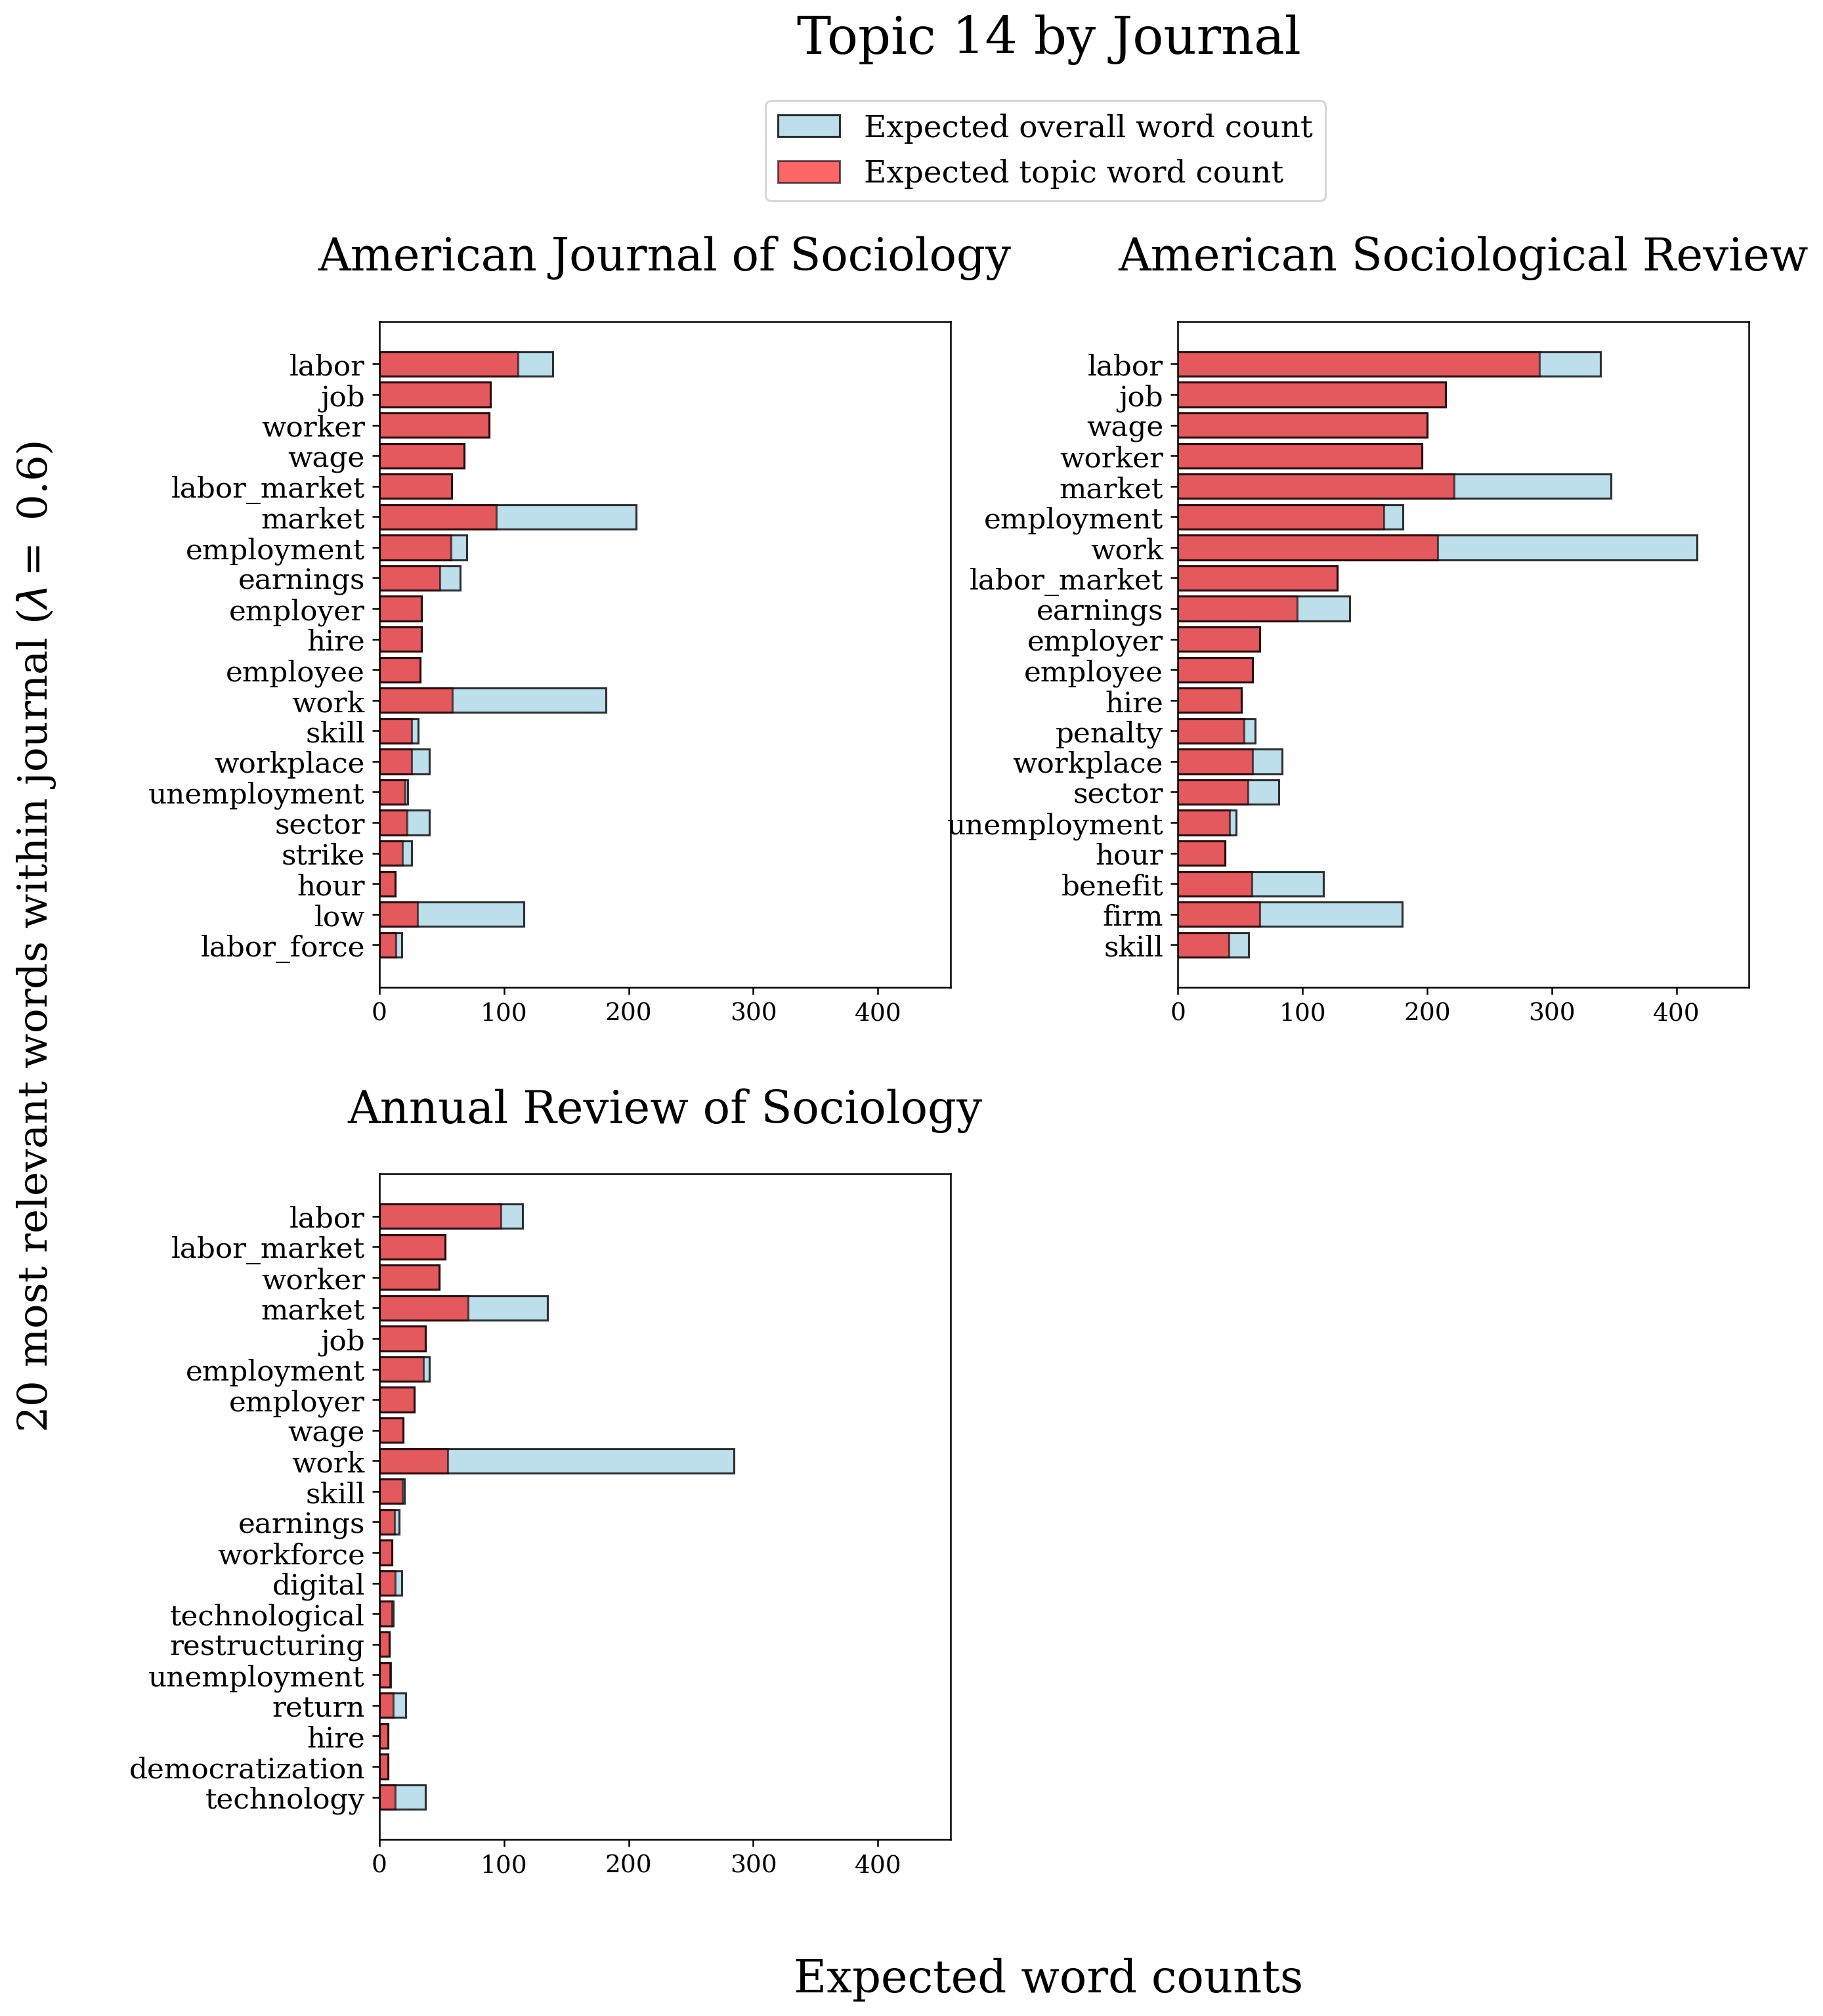 Topic 14 by Journal
Expected overall word count
Expected topic word count
20 most relevant words within journal (λ = 0.6)
American Journal of Sociology
labor
job
worker
wage
labor_market
market
employment
earnings
employer
hire
employee
work
skill
workplace
unemployment
sector
strike
hour
low
labor_force
0 100 200 300 400
American Sociological Review
labor
job
wage
worker
market
employment
work
labor_market
earnings
employer
employee
hire
penalty
workplace
sector
unemployment
hour
benefit
firm
skill
0 100 200 300 400
Annual Review of Sociology
labor
labor_market
worker
market
job
employment
employer
wage
work
skill
earnings
workforce
digital
technological
restructuring
unemployment
return
hire
democratization
technology
0 100 200 300 400
Expected word counts